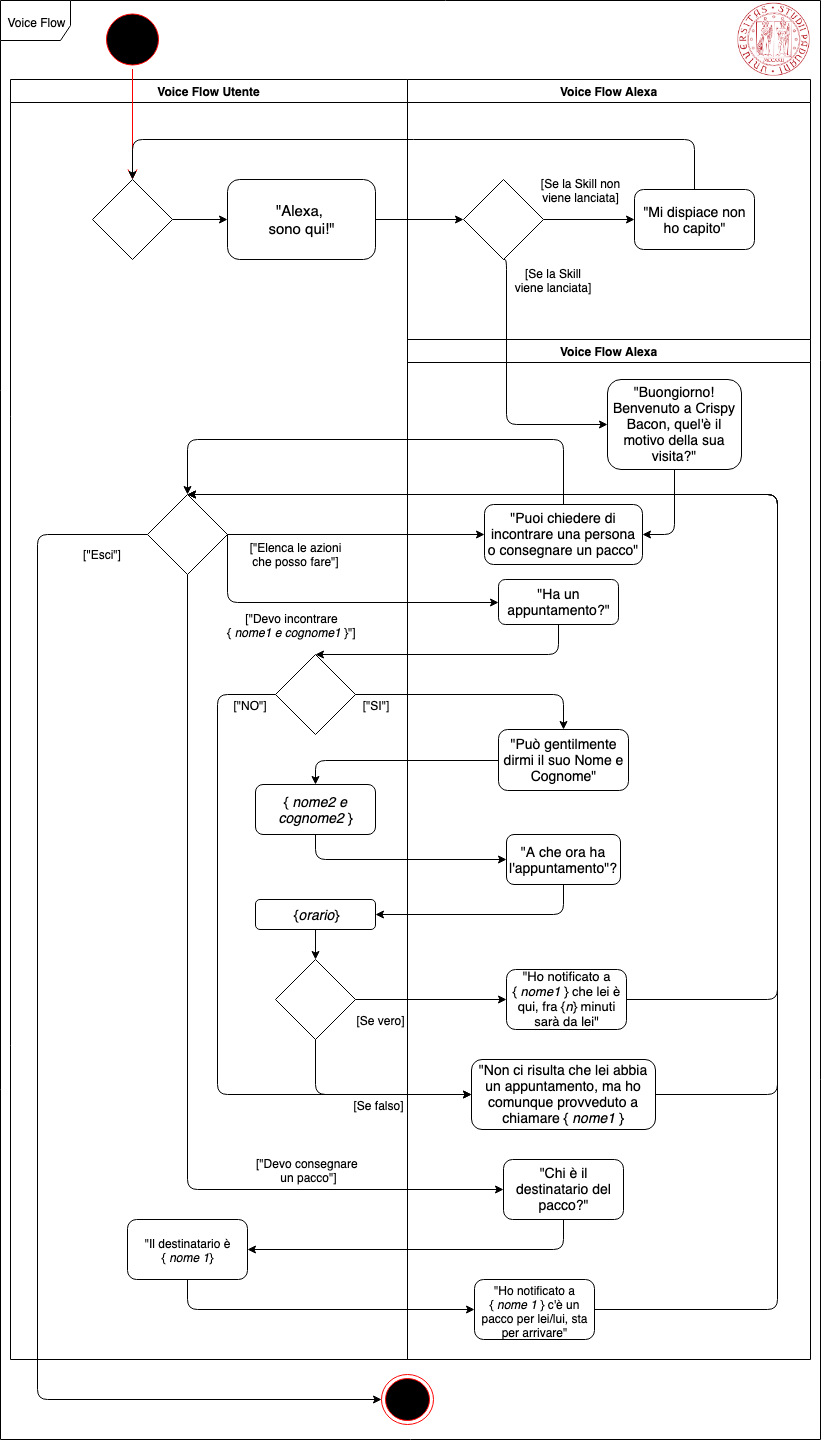 Voice Flow
UNIVERSITAS STUDII PADUANI
MCCXXII
Voice Flow Utente
Voice Flow Alexa
"Alexa,
sono qui!"
[Se la Skill non
viene lanciata]
"Mi dispiace non
ho capito"
[Se la Skill
viene lanciata]
Voice Flow Alexa
"Buongiorno!
Benvenuto a Crispy
Bacon, quel'è il
motivo della sua
visita?"
["Esci"]
["Elenca le azioni
che posso fare"]
"Puoi chiedere di
incontrare una persona
o consegnare un pacco"
"Ha un
appuntamento?"
["Devo incontrare
{ nome1 e cognome1 }"]
["NO"]
["SI"]
"Può gentilmente
dirmi il suo Nome e
Cognome"
{ nome2 e
cognome2 }
"A che ora ha
l'appuntamento"?
{orario}
"Ho notificato a
{ nome1 } che lei è
qui, fra {n} minuti
sarà da lei"
[Se vero]
"Non ci risulta che lei abbia
un appuntamento, ma ho
comunque provveduto a
chiamare { nome1 }
[Se falso]
["Devo consegnare
un pacco"]
"Chi è il
destinatario del
pacco?"
"Il destinatario è
{ nome 1}
"Ho notificato a
{ nome 1 } c'è un
pacco per lei/lui, sta
per arrivare"